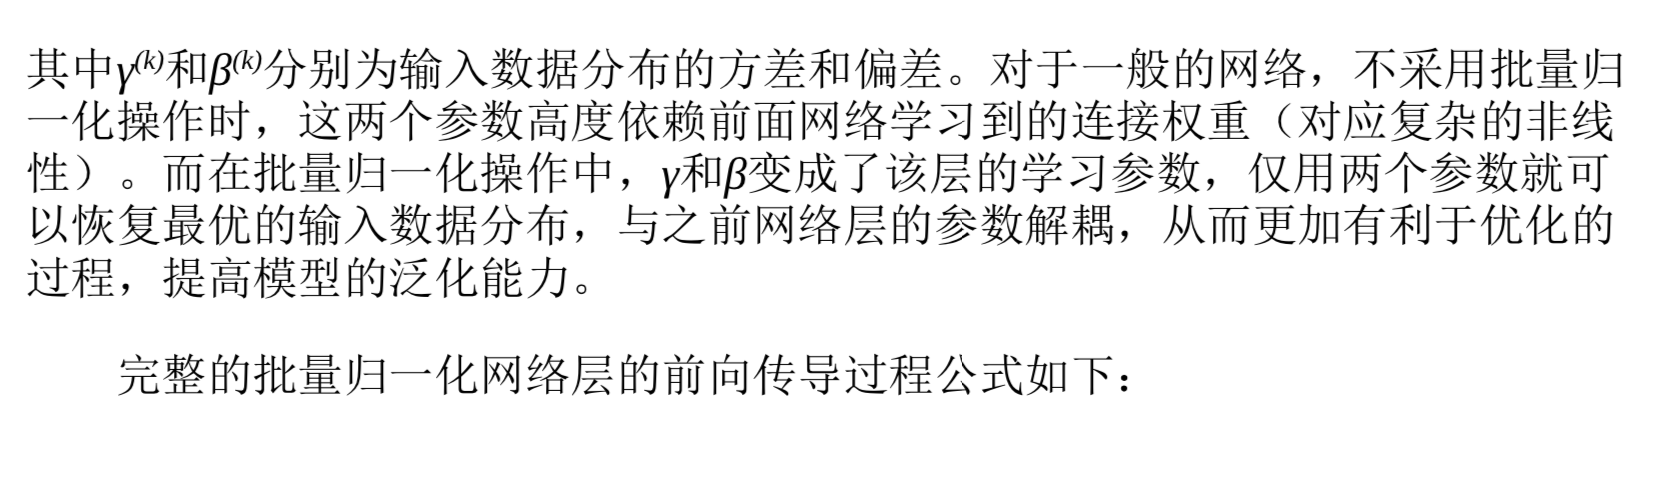 其中γ⁽ᵏ⁾和β⁽ᵏ⁾分别为输入数据分布的方差和偏差。对于一般的网络，不采用批量归
一化操作时，这两个参数高度依赖前面网络学习到的连接权重（对应复杂的非线
性）。而在批量归一化操作中，γ和β变成了该层的学习参数，仅用两个参数就可
以恢复最优的输入数据分布，与之前网络层的参数解耦，从而更加有利于优化的
过程，提高模型的泛化能力。
完整的批量归一化网络层的前向传导过程公式如下：